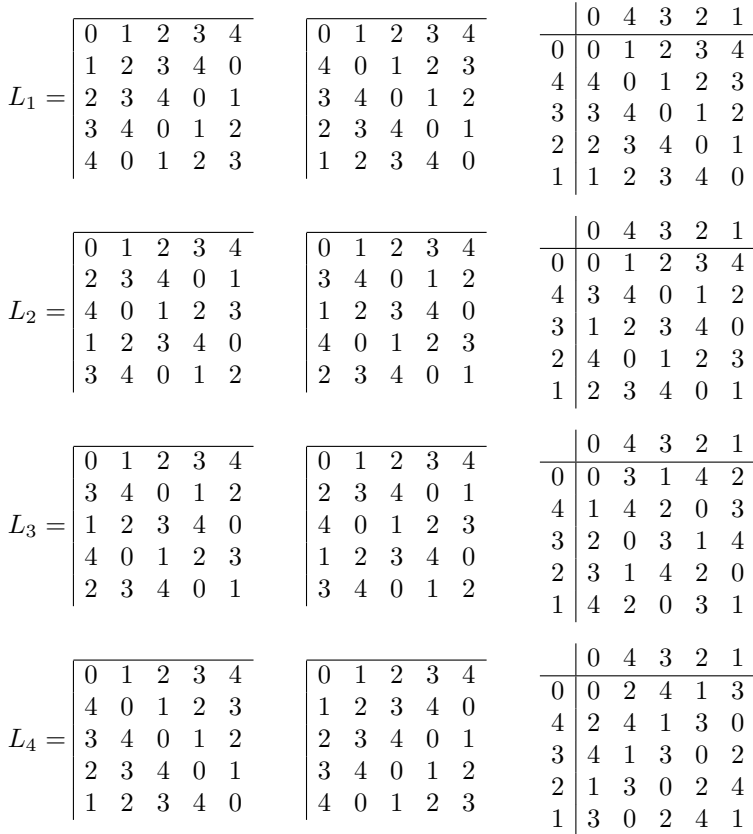 0 4 3 2 1
0 1 2 3 4 0 1 2 3 4 0 0 1 2 3 4
1 2 3 4 0 4 0 1 2 3 4 4 0 1 2 3
L₁ = 2 3 4 0 1 3 4 0 1 2 3 3 4 0 1 2
3 4 0 1 2 2 3 4 0 1 2 2 3 4 0 1
4 0 1 2 3 1 2 3 4 0 1 1 2 3 4 0
0 4 3 2 1
0 1 2 3 4 0 1 2 3 4 0 0 1 2 3 4
2 3 4 0 1 3 4 0 1 2 4 3 4 0 1 2
L₂ = 4 0 1 2 3 1 2 3 4 0 3 1 2 3 4 0
1 2 3 4 0 4 0 1 2 3 2 4 0 1 2 3
3 4 0 1 2 2 3 4 0 1 1 2 3 4 0 1
0 4 3 2 1
0 1 2 3 4 0 1 2 3 4 0 0 3 1 4 2
3 4 0 1 2 2 3 4 0 1 4 1 4 2 0 3
L₃ = 1 2 3 4 0 4 0 1 2 3 3 2 0 3 1 4
4 0 1 2 3 1 2 3 4 0 2 3 1 4 2 0
2 3 4 0 1 3 4 0 1 2 1 4 2 0 3 1
0 4 3 2 1
0 1 2 3 4 0 1 2 3 4 0 0 2 4 1 3
4 0 1 2 3 1 2 3 4 0 4 2 4 1 3 0
L₄ = 3 4 0 1 2 2 3 4 0 1 3 4 1 3 0 2
2 3 4 0 1 3 4 0 1 2 2 1 3 0 2 4
1 2 3 4 0 4 0 1 2 3 1 3 0 2 4 1